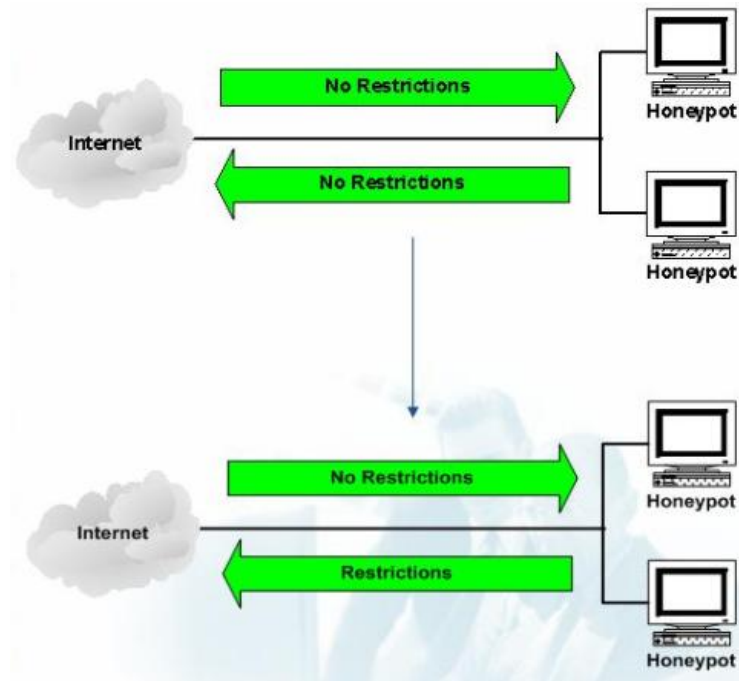 No Restrictions
Honeypot
Internet
No Restrictions
Honeypot
No Restrictions
Honeypot
Internet
Restrictions
Honeypot